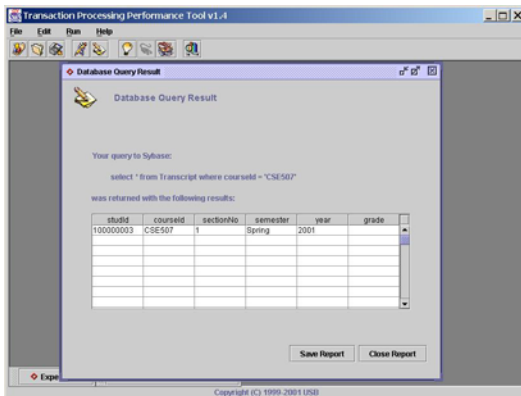 Transaction Processing Performance Tool v1.4
File Edit Run Help
Database Query Result
Database Query Result
Your query to Sybase:
select * from Transcript where courseId = "CSE507"
was returned with the following results:
studId courseId sectionNo semester year grade
100000003 CSE507 1 Spring 2001
Save Report Close Report
Expe
Copyright (C) 1999-2001 USB